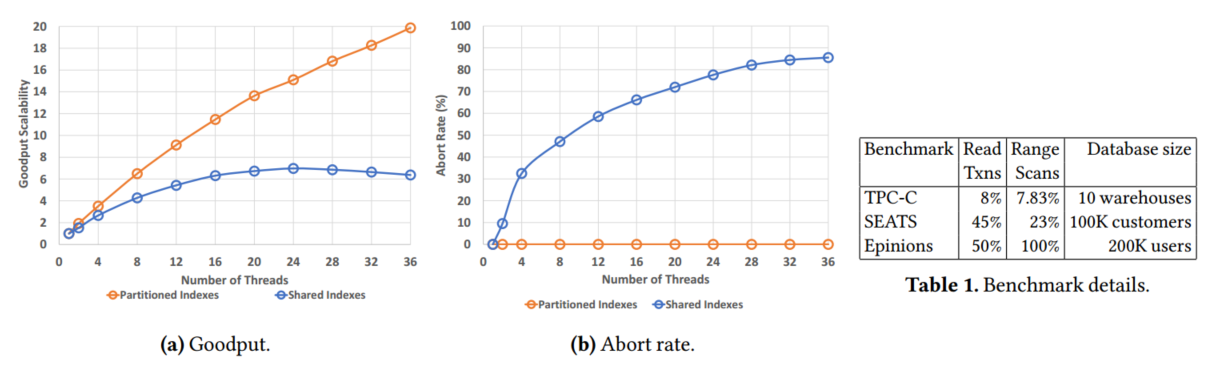 20
18
16
14
12
10
8
6
4
2
0
Goodput Scalability
0 4 8 12 16 20 24 28 32 36
Number of Threads
Partitioned Indexes Shared Indexes
(a) Goodput.
100
90
80
70
60
50
40
30
20
10
0
Abort Rate (%)
0 4 8 12 16 20 24 28 32 36
Number of Threads
Partitioned Indexes Shared Indexes
(b) Abort rate.
Benchmark Read Range Database size
Txns Scans
TPC-C 8% 7.83% 10 warehouses
SEATS 45% 23% 100K customers
Epinions 50% 100% 200K users
Table 1. Benchmark details.